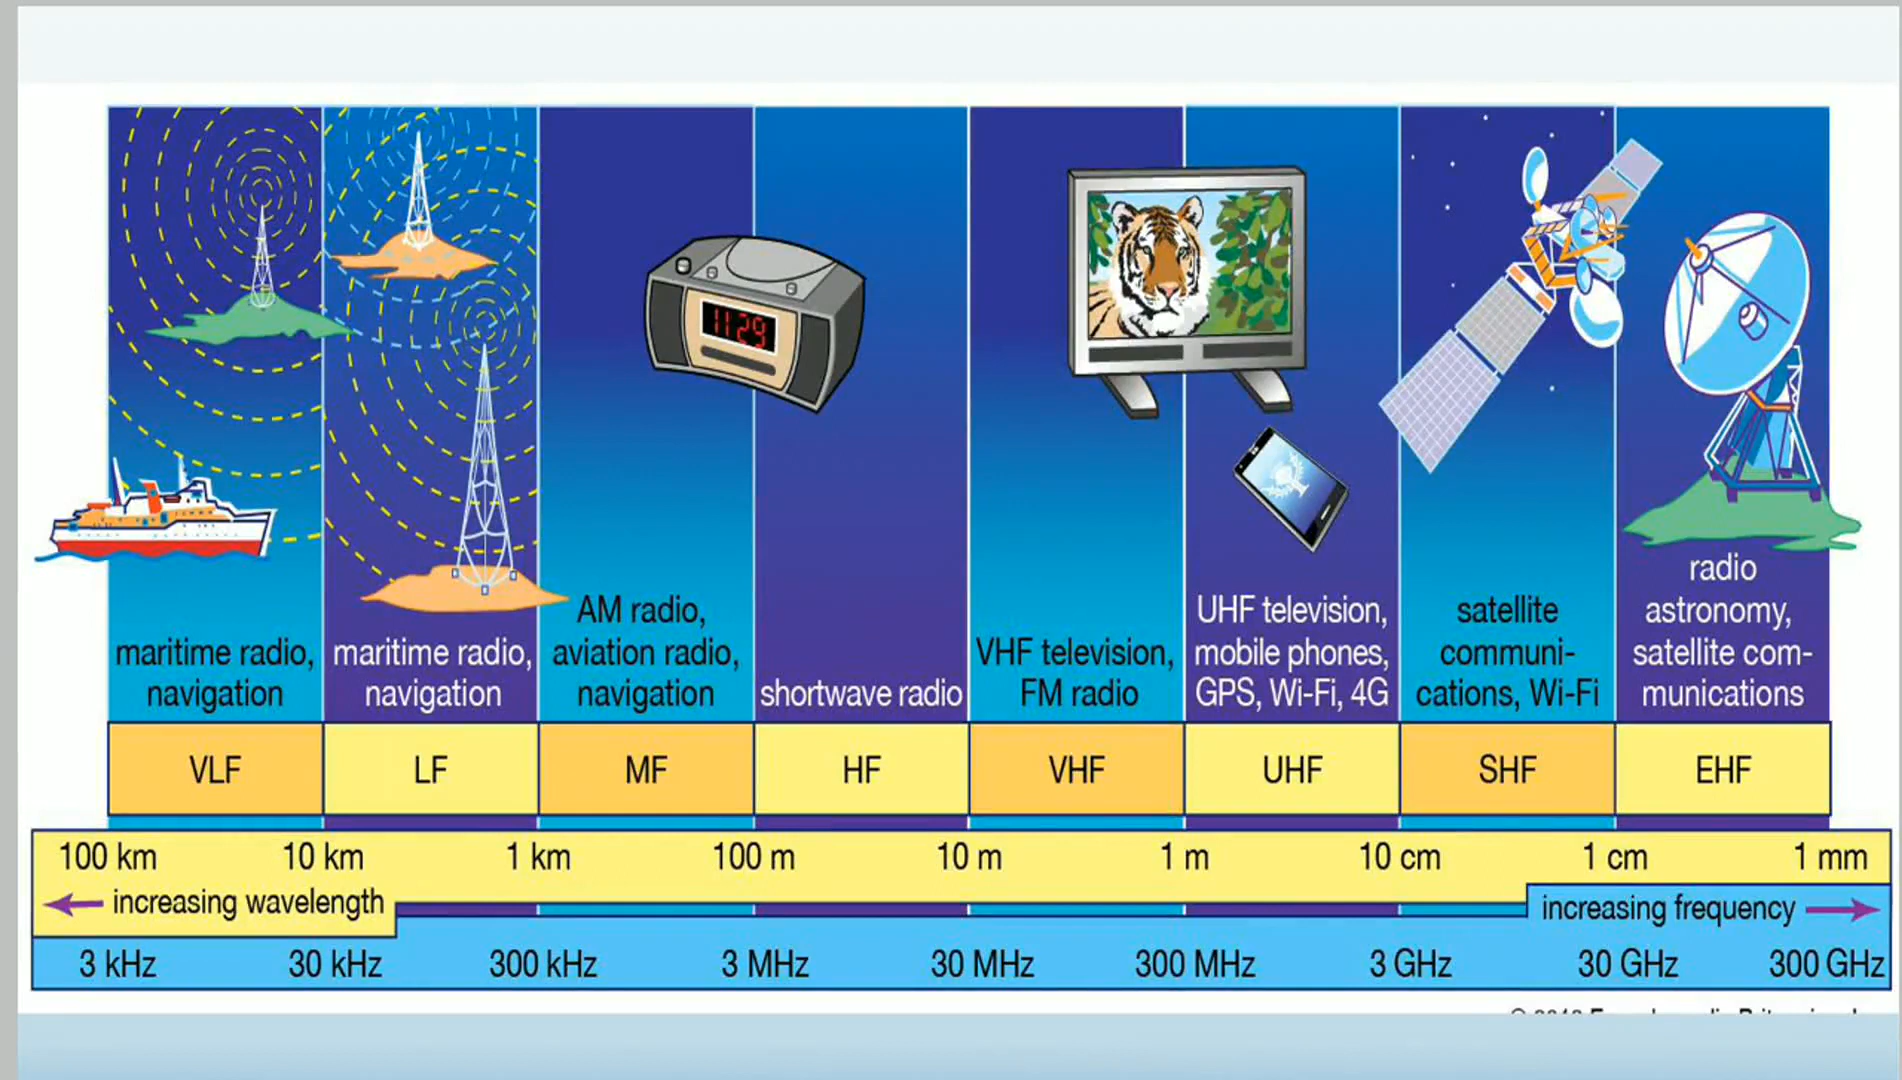 11:29
maritime radio,
navigation
maritime radio,
navigation
AM radio,
aviation radio,
navigation
shortwave radio
VHF television,
FM radio
UHF television,
mobile phones,
GPS, Wi-Fi, 4G
satellite
communi-
cations, Wi-Fi
radio
astronomy,
satellite com-
munications
VLF LF MF HF VHF UHF SHF EHF
100 km 10 km 1 km 100 m 10 m 1 m 10 cm 1 cm 1 mm
increasing wavelength
increasing frequency
3 kHz 30 kHz 300 kHz 3 MHz 30 MHz 300 MHz 3 GHz 30 GHz 300 GHz